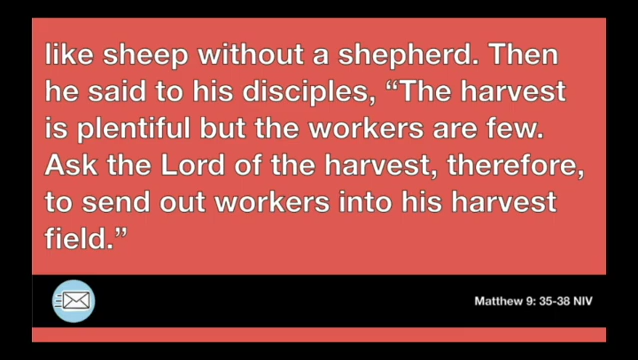 like sheep without a shepherd. Then
he said to his disciples, “The harvest
is plentiful but the workers are few.
Ask the Lord of the harvest, therefore,
to send out workers into his harvest
field.”
Matthew 9: 35-38 NIV